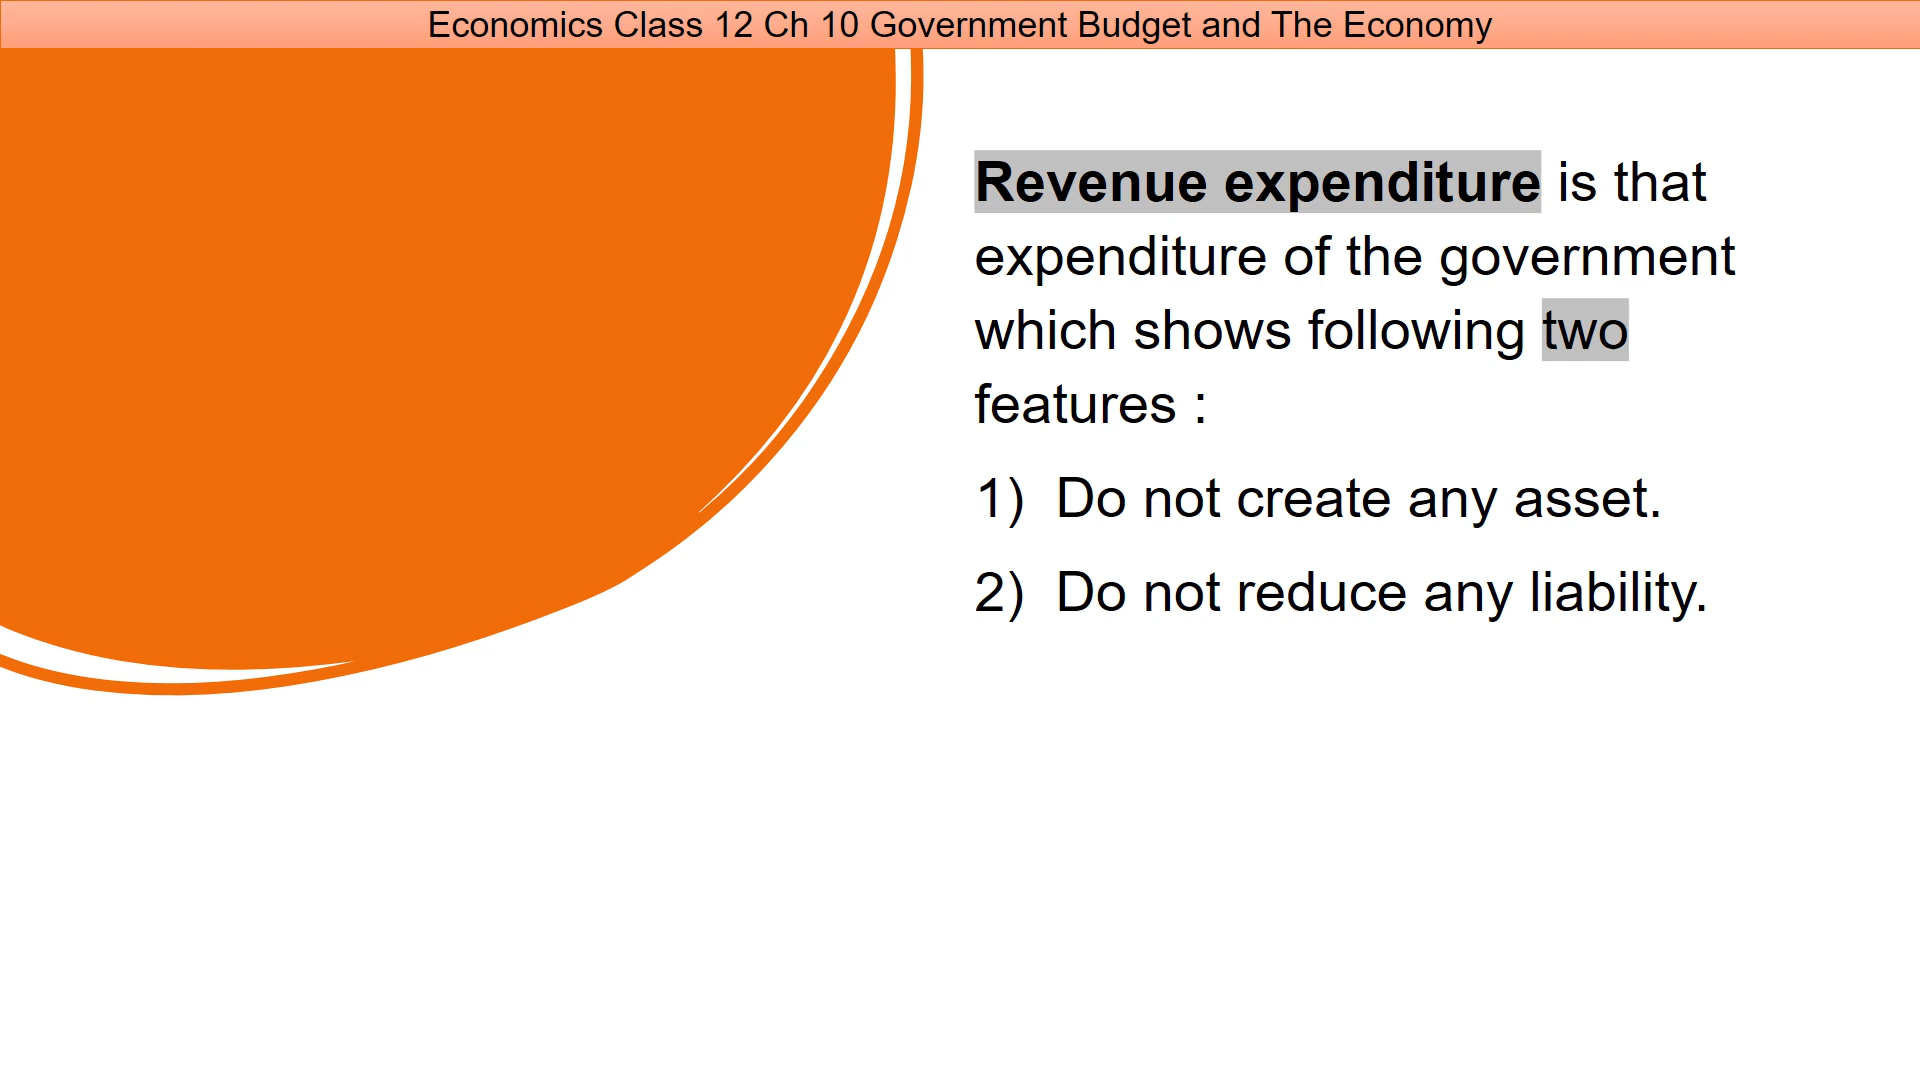 Economics Class 12 Ch 10 Government Budget and The Economy
Revenue expenditure is that
expenditure of the government
which shows following two
features :
1) Do not create any asset.
2) Do not reduce any liability.